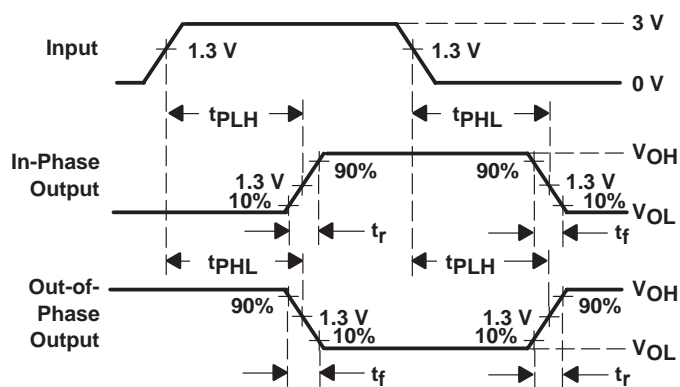 3 V
Input
1.3 V
1.3 V
0 V
tPLH
tPHL
VOH
In-Phase
Output
90%
90%
1.3 V
1.3 V
10%
10%
VOL
tr
tf
tPHL
tPLH
Out-of-
Phase
Output
VOH
90%
90%
1.3 V
1.3 V
10%
10%
VOL
tf
tr